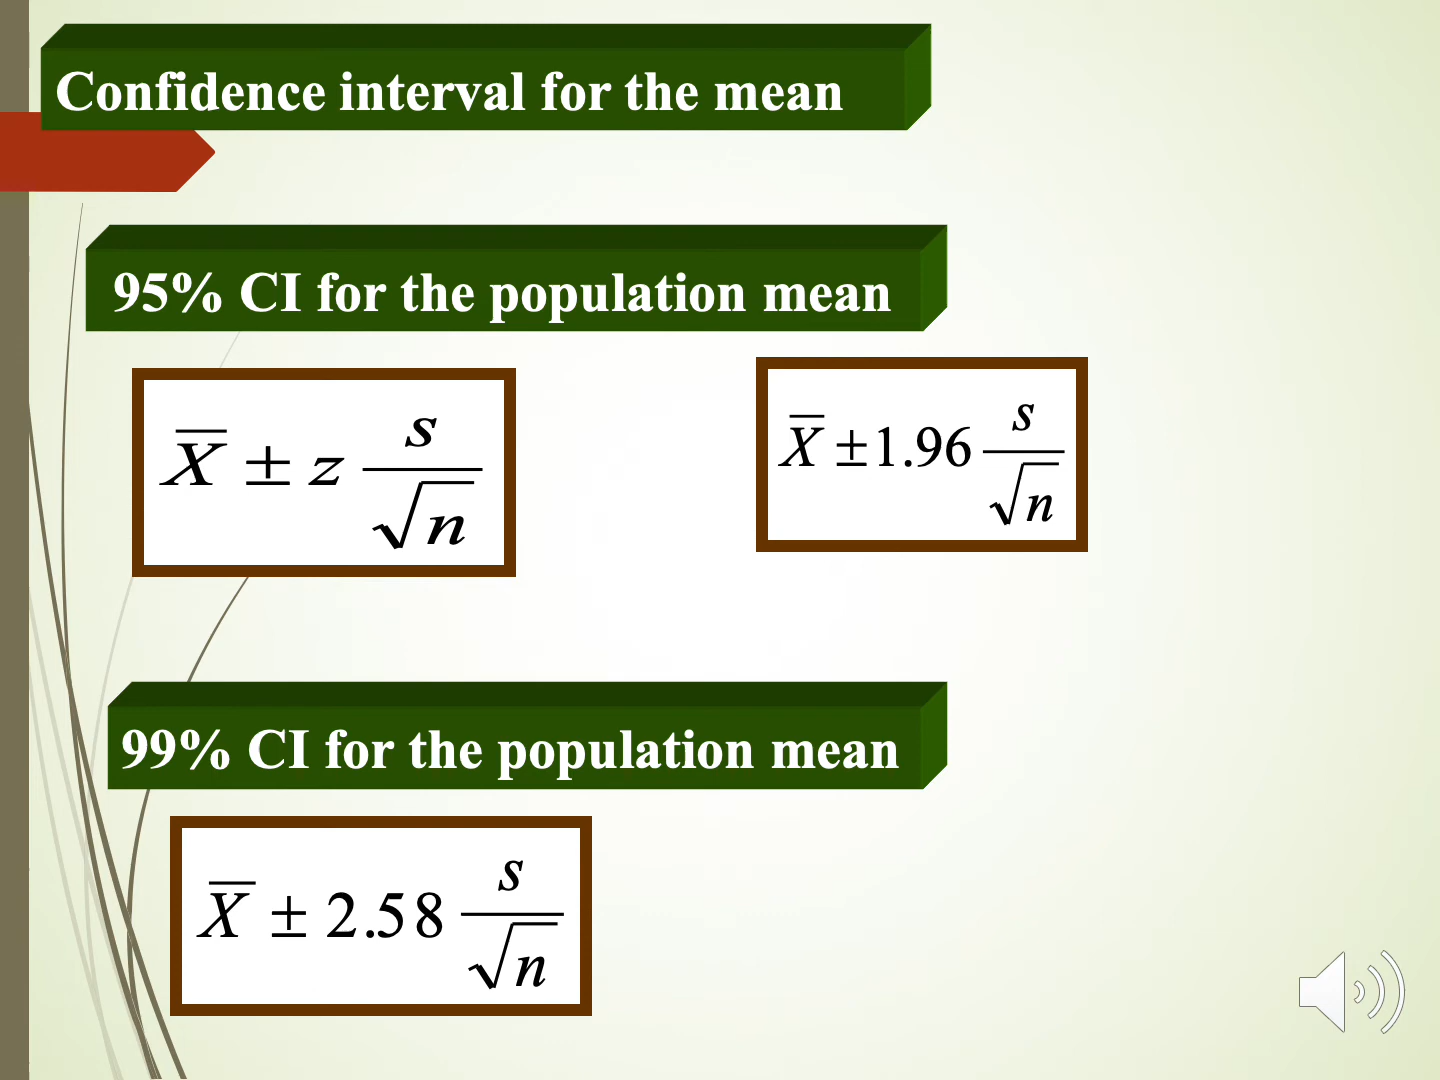 Confidence interval for the mean
95% CI for the population mean
X̅ ± z s/√n
X̅ ±1.96 s/√n
99% CI for the population mean
X̅ ± 2.58 s/√n